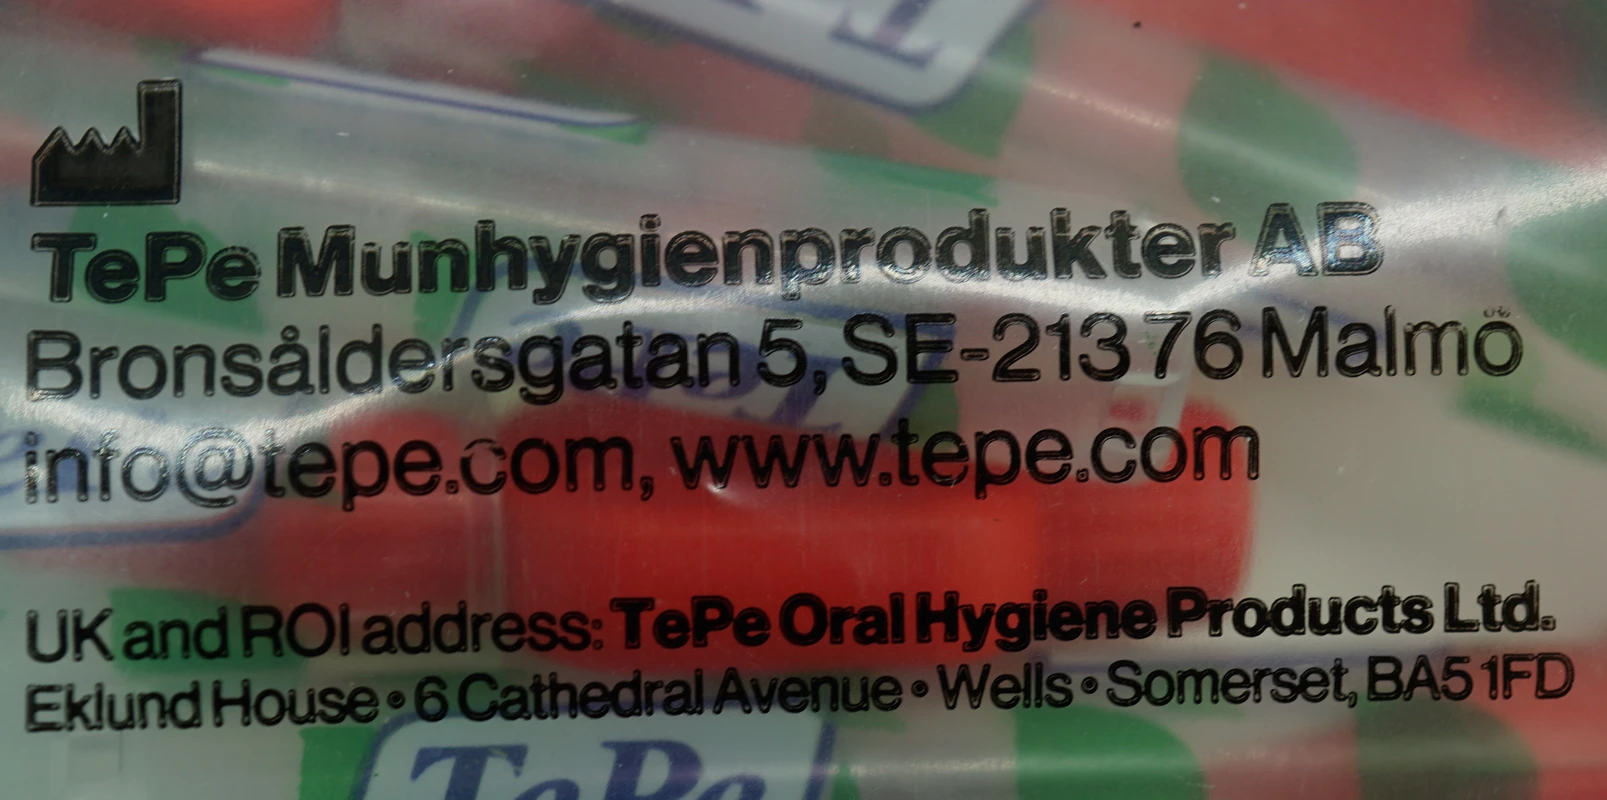 TePe Munhygienprodukter AB
Bronsåldersgatan 5, SE-213 76 Malmö
info@tepe.com, www.tepe.com
UK and ROI address: TePe Oral Hygiene Products Ltd.
Eklund House • 6 Cathedral Avenue • Wells • Somerset, BA5 1FD
TePe